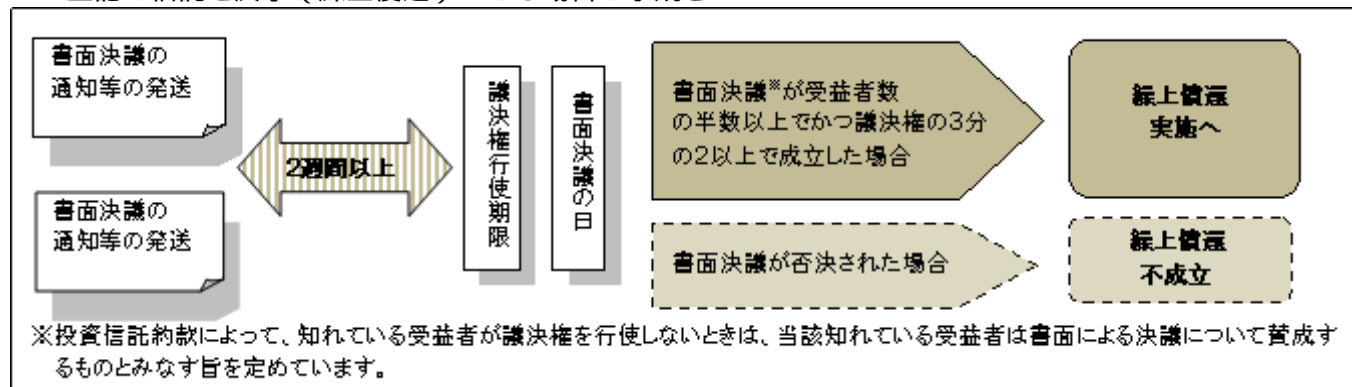 書面決議の
通知等の発送
書面決議の
通知等の発送
2週間以上
議決権行使期限
書面決議の日
書面決議※が受益者数
の半数以上でかつ議決権の3分
の2以上で成立した場合
繰上償還
実施へ
書面決議が否決された場合
繰上償還
不成立
※投資信託約款によって、知れている受益者が議決権を行使しないときは、当該知れている受益者は書面による決議について賛成す
るものとみなす旨を定めています。